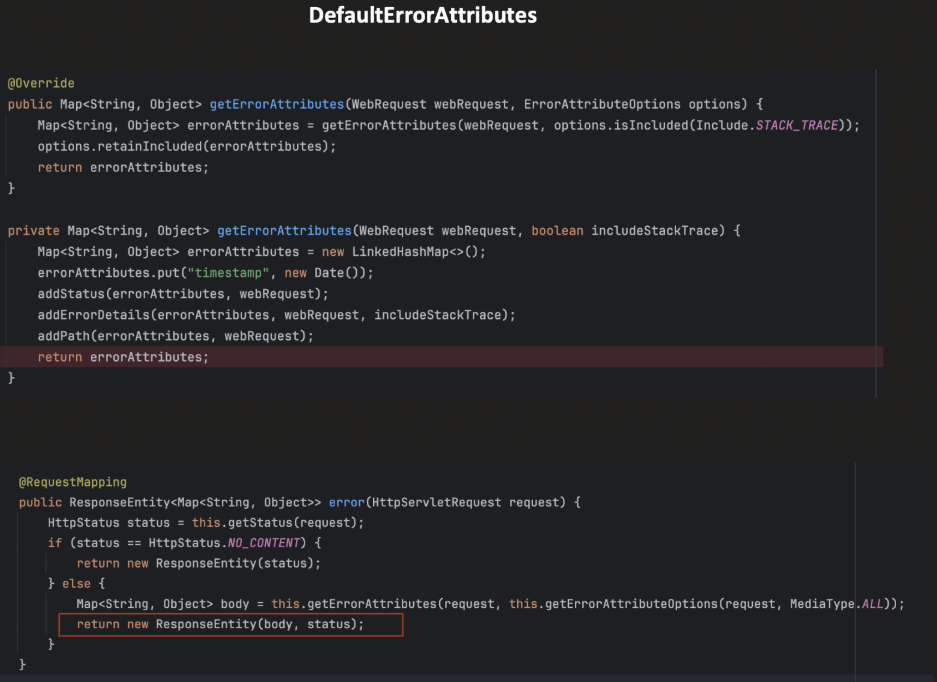 DefaultErrorAttributes
@Override
public Map<String, Object> getErrorAttributes(WebRequest webRequest, ErrorAttributeOptions options) {
    Map<String, Object> errorAttributes = getErrorAttributes(webRequest, options.isIncluded(Include.STACK_TRACE));
    options.retainIncluded(errorAttributes);
    return errorAttributes;
}
private Map<String, Object> getErrorAttributes(WebRequest webRequest, boolean includeStackTrace) {
    Map<String, Object> errorAttributes = new LinkedHashMap<>();
    errorAttributes.put("timestamp", new Date());
    addStatus(errorAttributes, webRequest);
    addErrorDetails(errorAttributes, webRequest, includeStackTrace);
    addPath(errorAttributes, webRequest);
    return errorAttributes;
}
@RequestMapping
public ResponseEntity<Map<String, Object>> error(HttpServletRequest request) {
    HttpStatus status = this.getStatus(request);
    if (status == HttpStatus.NO_CONTENT) {
        return new ResponseEntity(status);
    } else {
        Map<String, Object> body = this.getErrorAttributes(request, this.getErrorAttributeOptions(request, MediaType.ALL));
        return new ResponseEntity(body, status);
    }
}